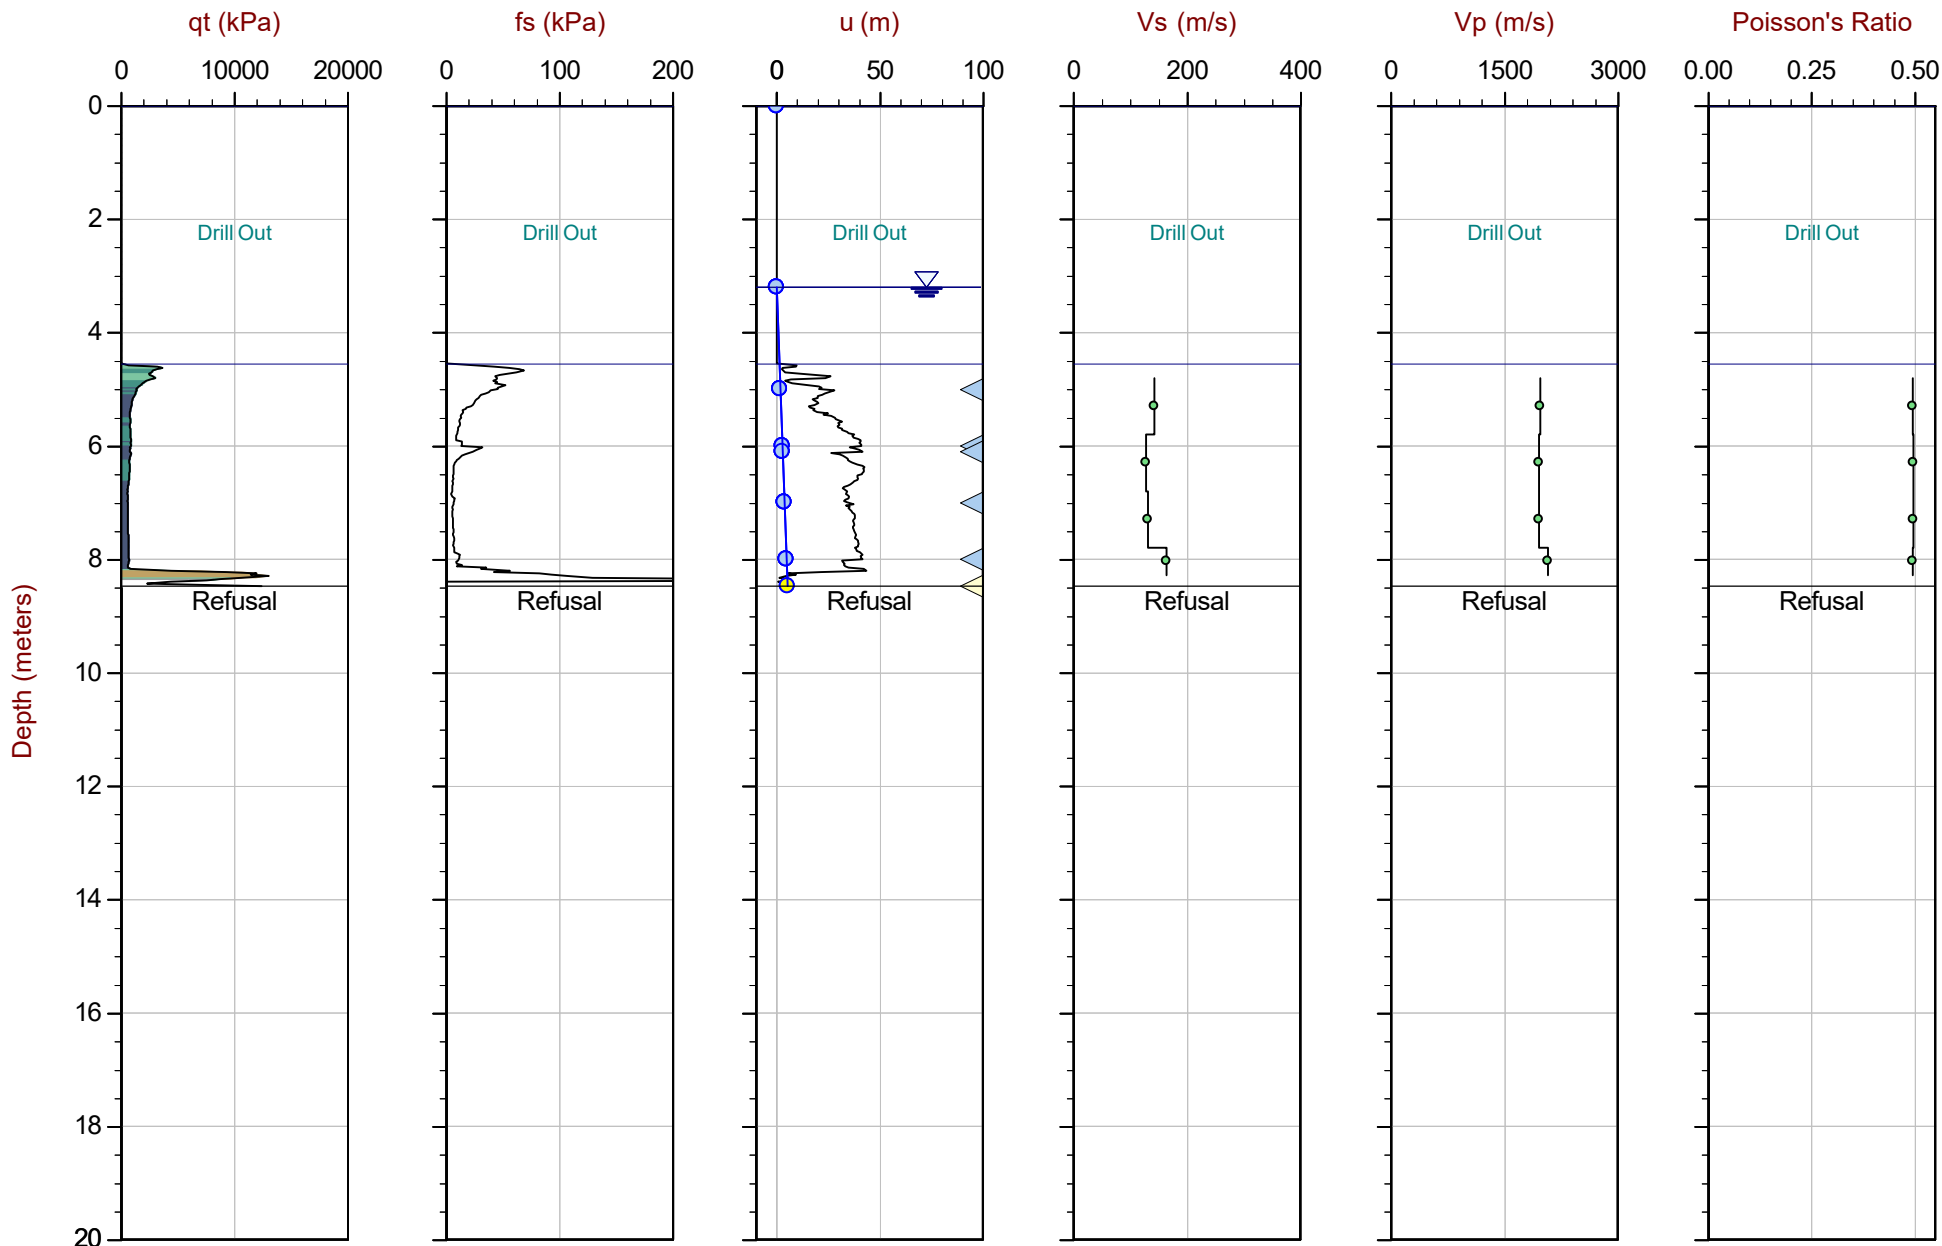 qt (kPa) fs (kPa) u (m) Vs (m/s) Vp (m/s) Poisson's Ratio
0 10000 20000 0 100 200 0 50 100 0 200 400 0 1500 3000 0.00 0.25 0.50
0
2
Drill Out Drill Out Drill Out Drill Out Drill Out Drill Out
4
6
8
Refusal Refusal Refusal Refusal Refusal Refusal
Depth (meters)
10
12
14
16
18
20